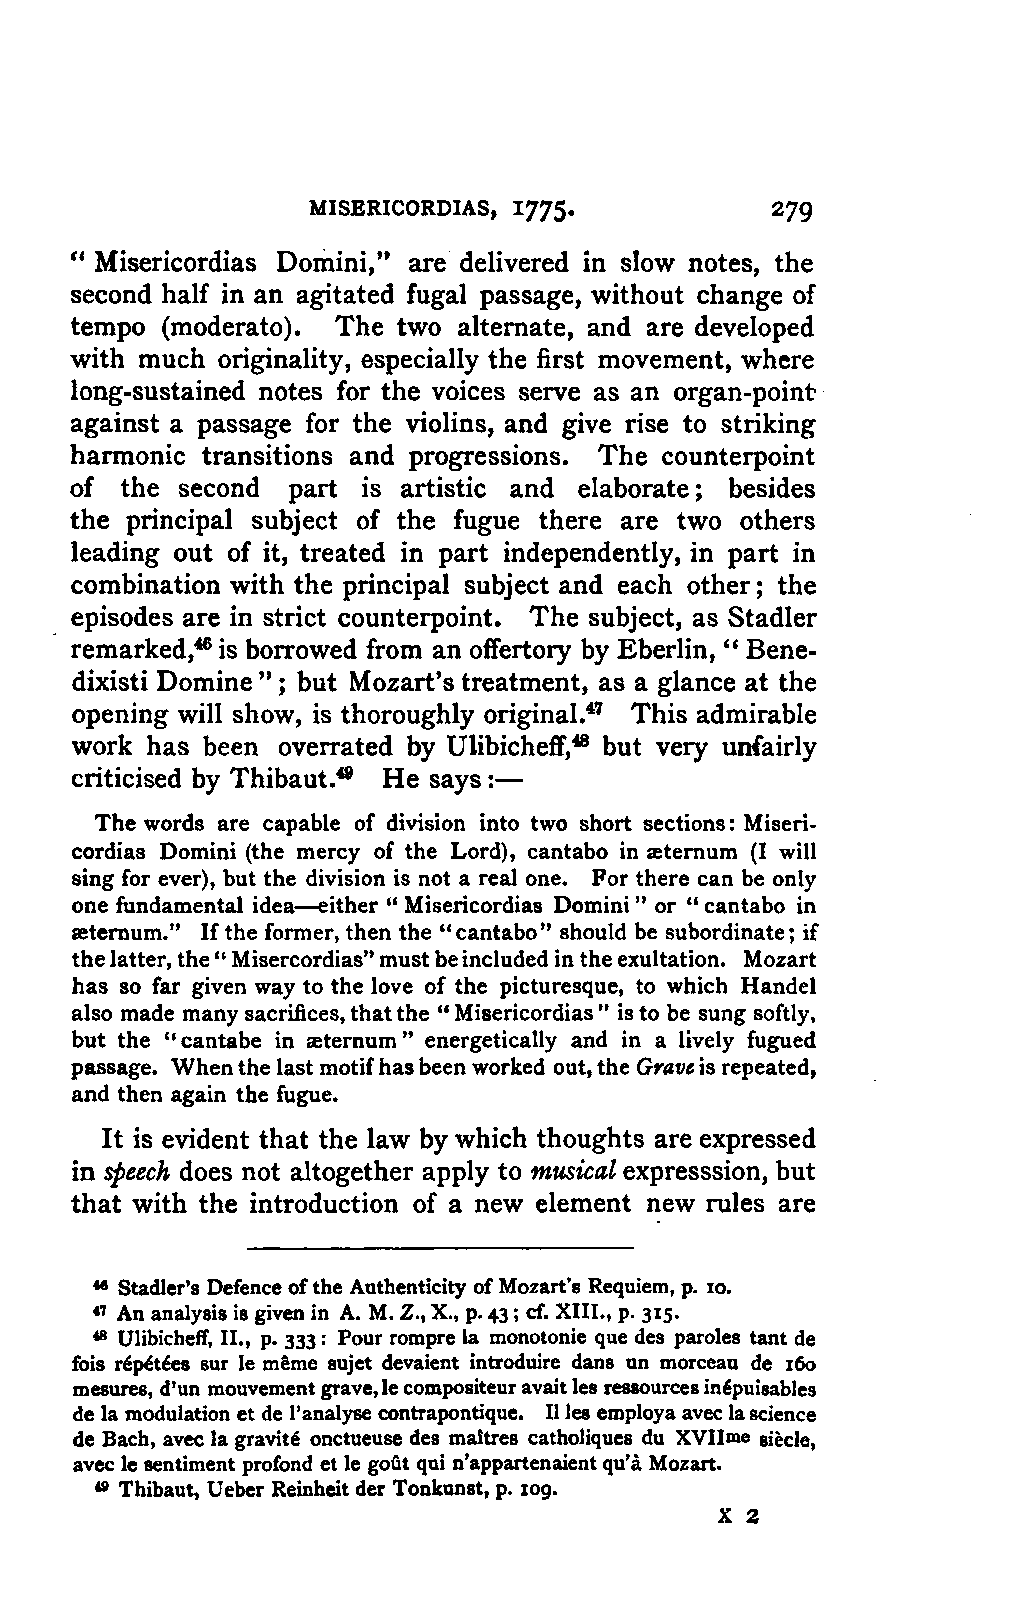 MISERICORDIAS, 1775. 279
“ Misericordias Domini,” are delivered in slow notes, the
second half in an agitated fugal passage, without change of
tempo (moderato). The two alternate, and are developed
with much originality, especially the first movement, where
long-sustained notes for the voices serve as an organ-point
against a passage for the violins, and give rise to striking
harmonic transitions and progressions. The counterpoint
of the second part is artistic and elaborate; besides
the principal subject of the fugue there are two others
leading out of it, treated in part independently, in part in
combination with the principal subject and each other; the
episodes are in strict counterpoint. The subject, as Stadler
remarked,⁴⁶ is borrowed from an offertory by Eberlin, “ Bene-
dixisti Domine ” ; but Mozart’s treatment, as a glance at the
opening will show, is thoroughly original.⁴⁷ This admirable
work has been overrated by Ulibicheff,⁴⁸ but very unfairly
criticised by Thibaut.⁴⁹ He says :—
The words are capable of division into two short sections: Miseri-
cordias Domini (the mercy of the Lord), cantabo in æternum (I will
sing for ever), but the division is not a real one. For there can be only
one fundamental idea—either “ Misericordias Domini ” or “ cantabo in
æternum.” If the former, then the “cantabo” should be subordinate; if
the latter, the “ Misercordias” must be included in the exultation. Mozart
has so far given way to the love of the picturesque, to which Handel
also made many sacrifices, that the “ Misericordias ” is to be sung softly,
but the “cantabe in æternum” energetically and in a lively fugued
passage. When the last motif has been worked out, the Grave is repeated,
and then again the fugue.
It is evident that the law by which thoughts are expressed
in speech does not altogether apply to musical expresssion, but
that with the introduction of a new element new rules are
⁴⁶ Stadler’s Defence of the Authenticity of Mozart’s Requiem, p. 10.
⁴⁷ An analysis is given in A. M. Z., X., p. 43 ; cf. XIII., p. 315.
⁴⁸ Ulibicheff, II., p. 333 : Pour rompre la monotonie que des paroles tant de
fois répétées sur le même sujet devaient introduire dans un morceau de 160
mesures, d’un mouvement grave, le compositeur avait les ressources inépuisables
de la modulation et de l’analyse contrapontique. Il les employa avec la science
de Bach, avec la gravité onctueuse des maîtres catholiques du XVIIme siècle,
avec le sentiment profond et le goût qui n’appartenaient qu’à Mozart.
⁴⁹ Thibaut, Ueber Reinheit der Tonkunst, p. 109.
X 2